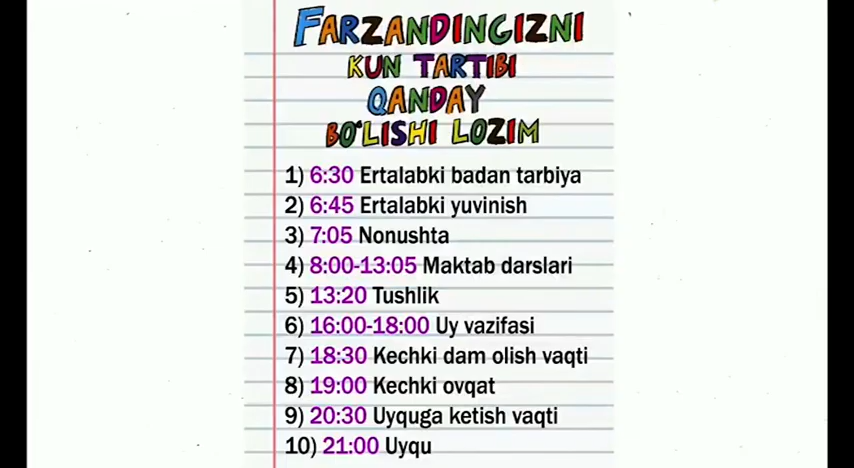 FARZANDINGIZNI
KUN TARTIBI
QANDAY
BO‘LISHI LOZIM
1) 6:30 Ertalabki badan tarbiya
2) 6:45 Ertalabki yuvinish
3) 7:05 Nonushta
4) 8:00-13:05 Maktab darslari
5) 13:20 Tushlik
6) 16:00-18:00 Uy vazifasi
7) 18:30 Kechki dam olish vaqti
8) 19:00 Kechki ovqat
9) 20:30 Uyquga ketish vaqti
10) 21:00 Uyqu